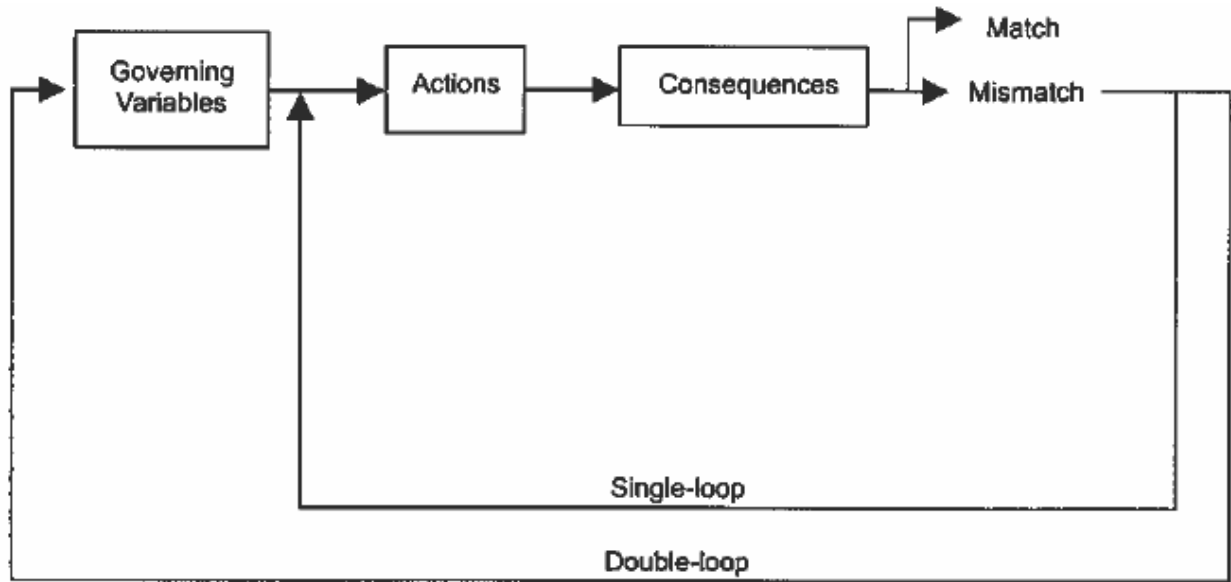 Governing
Variables
Actions
Consequences
Match
Mismatch
Single-loop
Double-loop